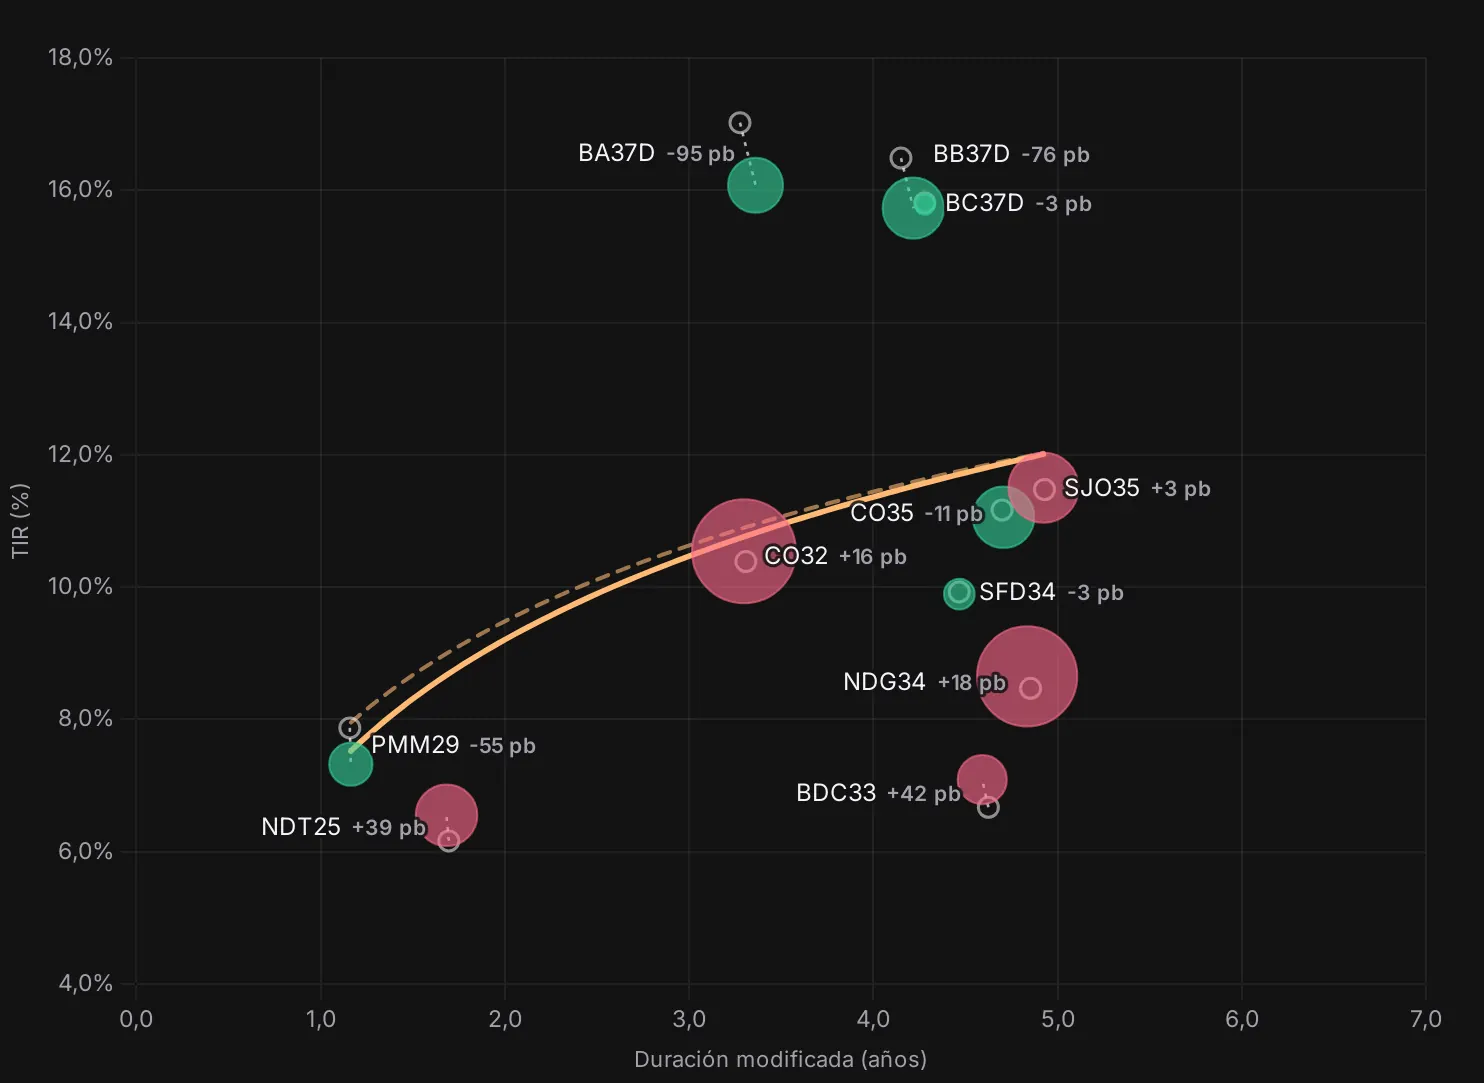 18,0%
BA37D -95 pb
BB37D -76 pb
16,0%
BC37D -3 pb
14,0%
12,0%
SJO35 +3 pb
CO35 -11 pb
TIR (%)
CO32 +16 pb
10,0%
SFD34 -3 pb
NDG34 +18 pb
8,0%
PMM29 -55 pb
BDC33 +42 pb
NDT25 +39 pb
6,0%
4,0%
0,0 1,0 2,0 3,0 4,0 5,0 6,0 7,0
Duración modificada (años)